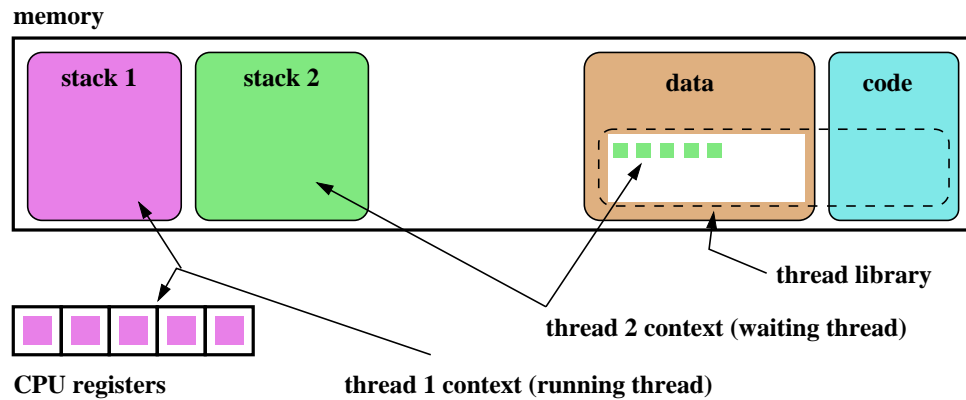 memory
stack 1
stack 2
data
code
thread library
thread 2 context (waiting thread)
CPU registers
thread 1 context (running thread)